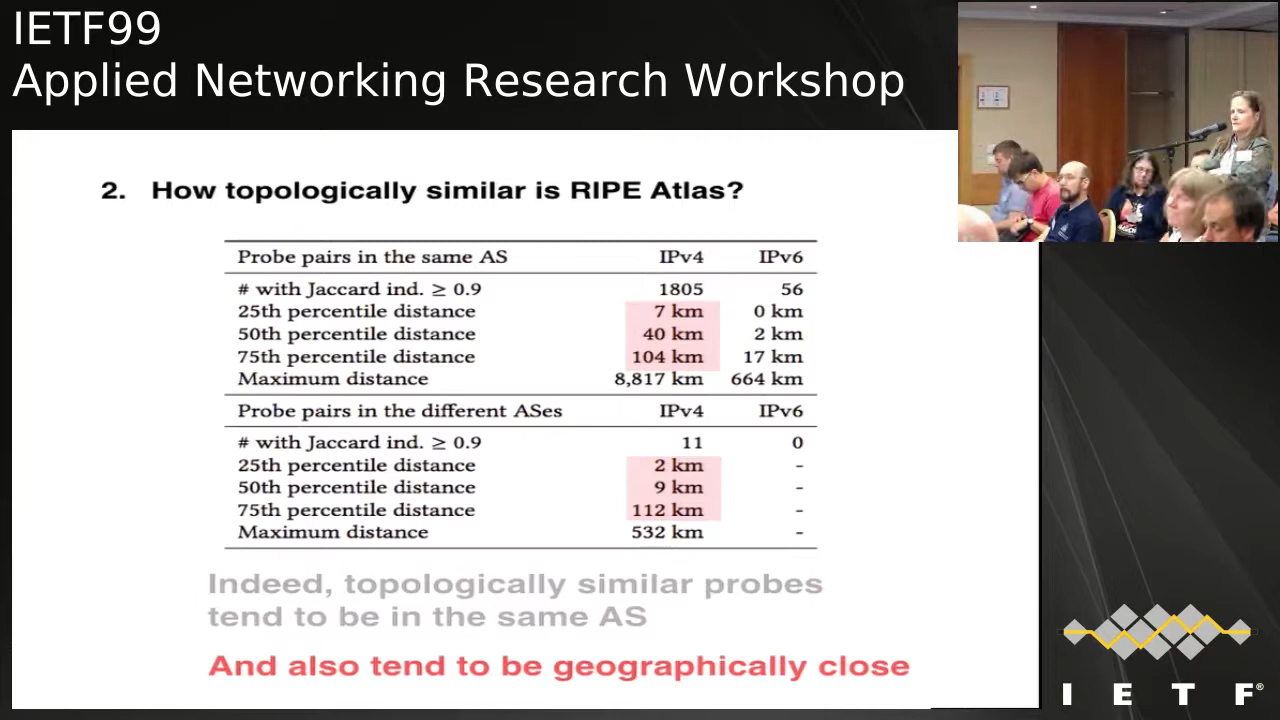 IETF99
Applied Networking Research Workshop
2. How topologically similar is RIPE Atlas?
Probe pairs in the same AS IPv4 IPv6
# with Jaccard ind. ≥ 0.9 1805 56
25th percentile distance 7 km 0 km
50th percentile distance 40 km 2 km
75th percentile distance 104 km 17 km
Maximum distance 8,817 km 664 km
Probe pairs in the different ASes IPv4 IPv6
# with Jaccard ind. ≥ 0.9 11 0
25th percentile distance 2 km -
50th percentile distance 9 km -
75th percentile distance 112 km -
Maximum distance 532 km -
Indeed, topologically similar probes
tend to be in the same AS
And also tend to be geographically close
I E T F®